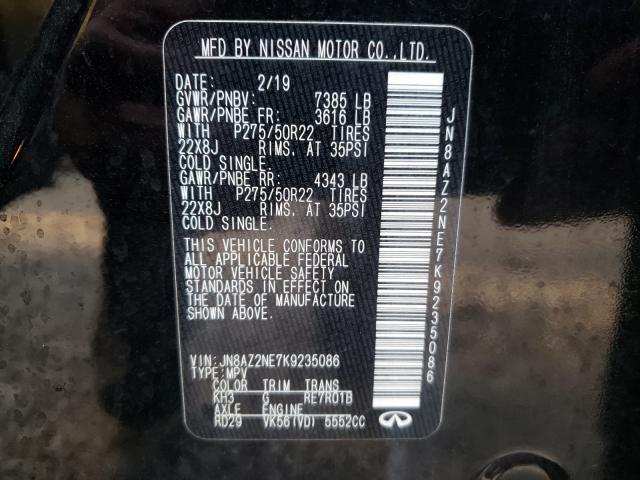 MFD BY NISSAN MOTOR CO.,LTD.
DATE: 2/19
GVWR/PNBV: 7385 LB
GAWR/PNBE FR: 3616 LB
WITH P275/50R22 TIRES
22X8J RIMS. AT 35PSI
COLD SINGLE.
GAWR/PNBE RR: 4343 LB
WITH P275/50R22 TIRES
22X8J RIMS. AT 35PSI
COLD SINGLE.
THIS VEHICLE CONFORMS TO
ALL APPLICABLE FEDERAL
MOTOR VEHICLE SAFETY
STANDARDS IN EFFECT
ON THE DATE OF MANUFACTURE
SHOWN ABOVE.
VIN:JN8AZ2NE7K9235086
TYPE:MPV
COLOR TRIM TRANS
KH3 G RE7R01B
AXLE ENGINE
RD29 VK56(VD) 5552CC
JN8AZ2NE7K9235086